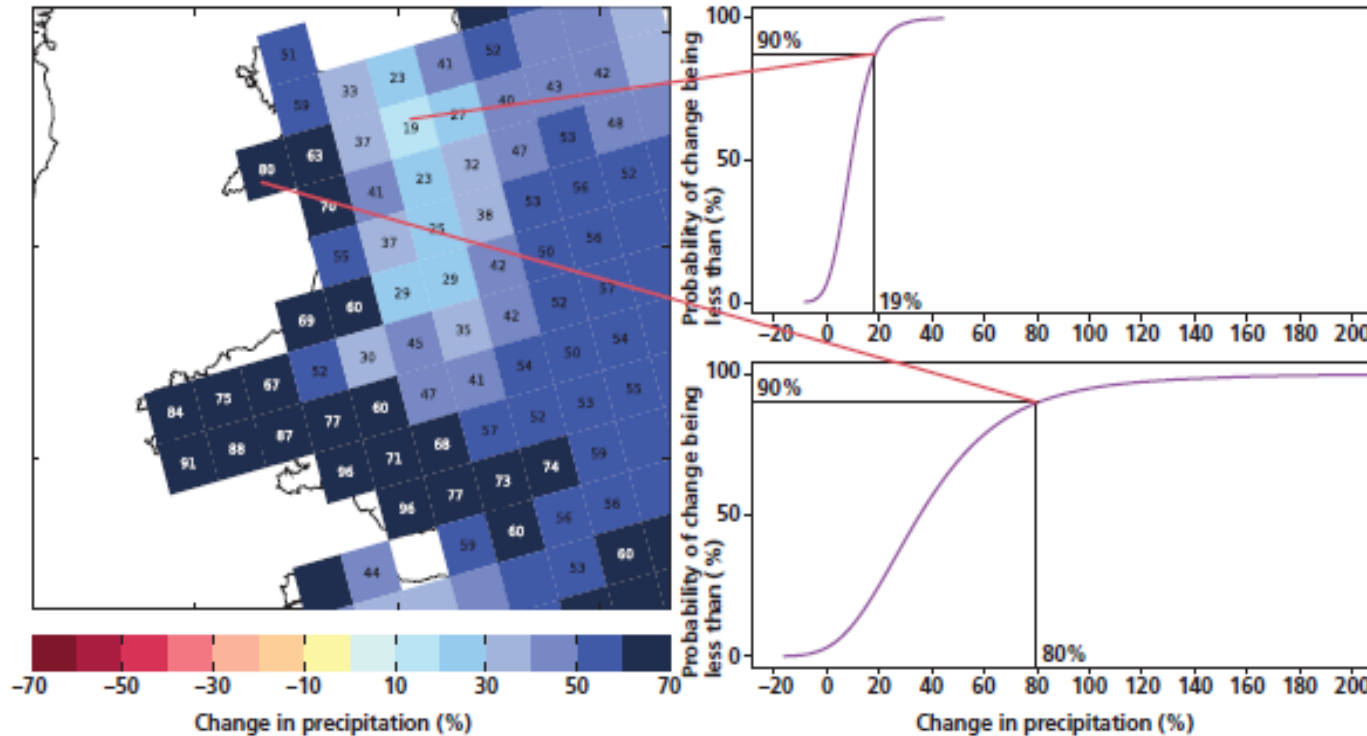 51
59 33 23 41 52
80 63 37 19 27 40 43 42
70 41 23 32 47 53 48
55 37 25 38 53 56 52
69 60 29 29 42 50 56
84 75 67 52 30 45 35 42 52 57
91 88 87 77 60 47 41 54 50 54
96 71 68 57 52 53 55
96 77 73 74 59
44 59 60 56 56
53 60
−70 −50 −30 −10 10 30 50 70
Change in precipitation (%)
Probability of change being
less than (%)
100
90%
50
0
19%
−20 0 20 40 60 80 100 120 140 160 180 200
Probability of change being
less than (%)
100
90%
50
0
80%
−20 0 20 40 60 80 100 120 140 160 180 200
Change in precipitation (%)